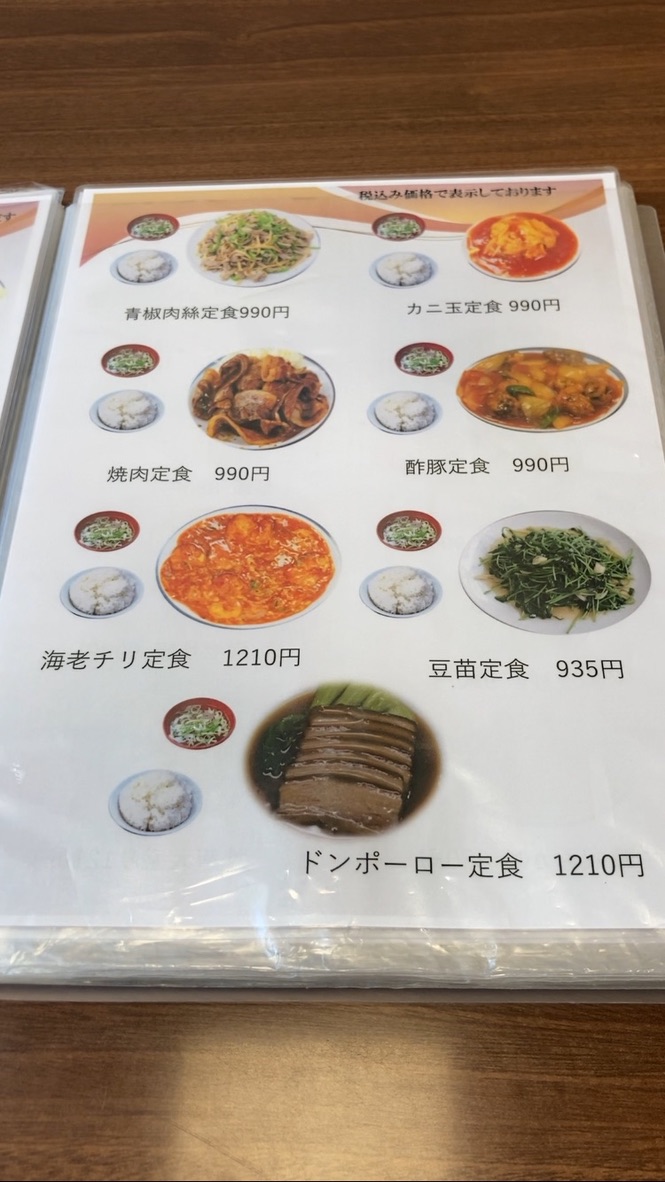 税込み価格で表示しております
青椒肉絲定食990円
カニ玉定食 990円
焼肉定食 990円
酢豚定食 990円
海老チリ定食 1210円
豆苗定食 935円
ドンポーロー定食 1210円